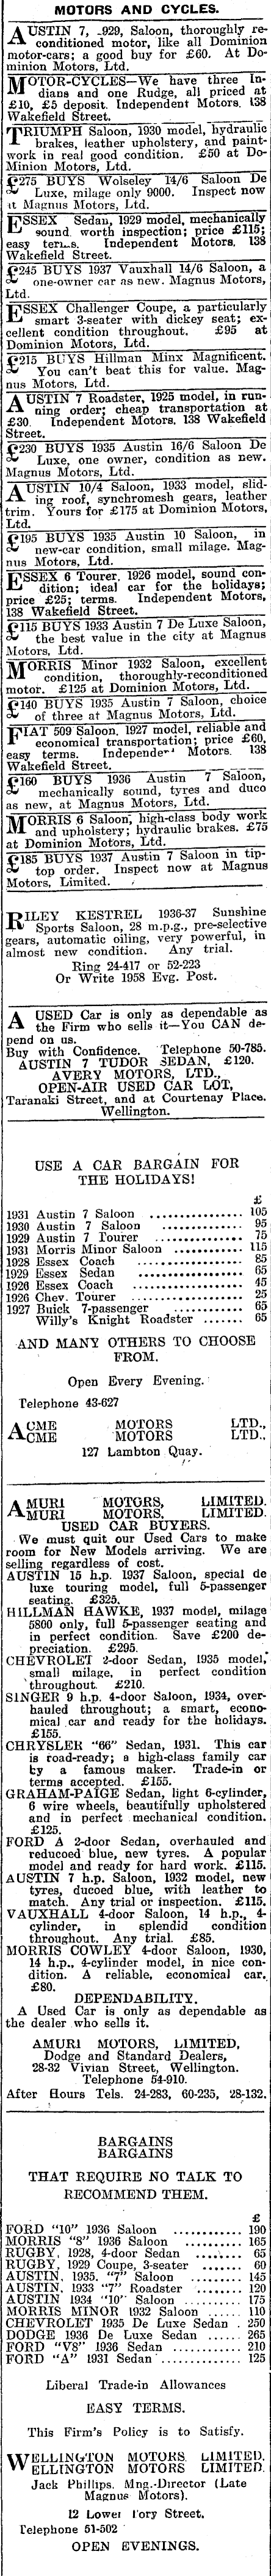 MOTORS AND CYCLES.
AUSTIN 7, -929, Saloon, thoroughly re-
conditioned motor, like all Dominion
motor-cars; a good buy for £60. At Do-
minion Motors, Ltd.
MOTOR-CYCLES—We have three In-
dians and one Rudge, all priced at
£10, £5 deposit. Independent Motors, 138
Wakefield Street.
TRIUMPH Saloon, 1930 model, hydraulic
brakes, leather upholstery, and paint-
work in real good condition. £50 at Do-
Minion Motors, Ltd.
£275 BUYS Wolseley 14/6 Saloon De
Luxe, milage only 9000. Inspect now
at Magnus Motors, Ltd.
ESSEX Sedan, 1929 model, mechanically
sound, worth inspection; price £115;
easy terms. Independent Motors, 138
Wakefield Street.
£245 BUYS 1937 Vauxhall 14/6 Saloon, a
one-owner car as new. Magnus Motors,
Ltd.
ESSEX Challenger Coupe, a particularly
smart 3-seater with dickey seat; ex-
cellent condition throughout. £95 at
Dominion Motors, Ltd.
£215 BUYS Hillman Minx Magnificent.
You can't beat this for value. Mag-
nus Motors, Ltd.
AUSTIN 7 Roadster, 1925 model, in run-
ning order; cheap transportation at
£30. Independent Motors, 138 Wakefield
Street.
£230 BUYS 1935 Austin 16/6 Saloon De
Luxe, one owner, condition as new.
Magnus Motors, Ltd.
AUSTIN 10/4 Saloon, 1933 model, slid-
ing roof, synchromesh gears, leather
trim. Yours for £175 at Dominion Motors,
Ltd.
£195 BUYS 1935 Austin 10 Saloon, in
new-car condition, small milage. Mag-
nus Motors, Ltd.
ESSEX 6 Tourer, 1926 model, sound con-
dition; ideal car for the holidays;
price £25; terms. Independent Motors,
138 Wakefield Street.
£115 BUYS 1933 Austin 7 De Luxe Saloon,
the best value in the city at Magnus
Motors, Ltd.
MORRIS Minor 1932 Saloon, excellent
condition, thoroughly-reconditioned
motor. £125 at Dominion Motors, Ltd.
£140 BUYS 1935 Austin 7 Saloon, choice
of three at Magnus Motors, Ltd.
FIAT 509 Saloon, 1927 model, reliable and
economical transportation; price £60,
easy terms. Independent Motors, 138
Wakefield Street.
£160 BUYS 1936 Austin 7 Saloon,
mechanically sound, tyres and duco
as new, at Magnus Motors, Ltd.
MORRIS 6 Saloon, high-class body work
and upholstery; hydraulic brakes. £75
at Dominion Motors, Ltd.
£185 BUYS 1937 Austin 7 Saloon in tip-
top order. Inspect now at Magnus
Motors, Limited.
RILEY KESTREL 1936-37 Sunshine
Sports Saloon, 28 m.p.g., pre-selective
gears, automatic oiling, very powerful, in
almost new condition. Any trial.
Ring 24-417 or 52-223
Or Write 1958 Evg. Post.
A USED Car is only as dependable as
the Firm who sells it—You CAN de-
pend on us.
Buy with Confidence. Telephone 50-785.
AUSTIN 7 TUDOR SEDAN, £120.
AVERY MOTORS, LTD.,
OPEN-AIR USED CAR LOT,
Taranaki Street, and at Courtenay Place.
Wellington.
USE A CAR BARGAIN FOR
THE HOLIDAYS!
£
1931 Austin 7 Saloon ............... 105
1930 Austin 7 Saloon ............. 95
1929 Austin 7 Tourer .............. 75
1931 Morris Minor Saloon ........... 115
1928 Essex Coach ................ 85
1929 Essex Sedan ................ 65
1926 Essex Coach ............... 45
1926 Chev. Tourer ............... 25
1927 Buick 7-passenger ............ 65
Willy's Knight Roadster ....... 65
AND MANY OTHERS TO CHOOSE
FROM.
Open Every Evening.
Telephone 43-627
ACME MOTORS LTD.,
ACME MOTORS LTD.,
127 Lambton Quay.
AMURI MOTORS, LIMITED.
AMURI MOTORS, LIMITED.
USED CAR BUYERS.
We must quit our Used Cars to make
room for New Models arriving. We are
selling regardless of cost.
AUSTIN 15 h.p. 1937 Saloon, special de
luxe touring model, full 5-passenger
seating. £325.
HILLMAN HAWKE, 1937 model, milage
5800 only, full 5-passenger seating and
in perfect condition. Save £200 de-
preciation. £295.
CHEVROLET 2-door Sedan, 1935 model,
small milage, in perfect condition
throughout. £210.
SINGER 9 h.p. 4-door Saloon, 1934, over-
hauled throughout; a smart, econo-
mical car and ready for the holidays.
£155.
CHRYSLER "66" Sedan, 1931. This car
is road-ready; a high-class family car
by a famous maker. Trade-in or
terms accepted. £155.
GRAHAM-PAIGE Sedan, light 6-cylinder,
6 wire wheels, beautifully upholstered
and in perfect mechanical condition.
£125.
FORD A 2-door Sedan, overhauled and
reducoed blue, new tyres. A popular
model and ready for hard work. £115.
AUSTIN 7 h.p. Saloon, 1932 model, new
tyres, ducoed blue, with leather to
match. Any trial or inspection. £115.
VAUXHALL 4-door Saloon, 14 h.p., 4-
cylinder, in splendid condition
throughout. Any trial. £85.
MORRIS COWLEY 4-door Saloon, 1930,
14 h.p., 4-cylinder model, in nice con-
dition. A reliable, economical car.
£80.
DEPENDABILITY.
A Used Car is only as dependable as
the dealer who sells it.
AMURI MOTORS, LIMITED,
Dodge and Standard Dealers,
28-32 Vivian Street, Wellington.
Telephone 54-910.
After Hours Tels. 24-283, 60-235, 28-132.
BARGAINS
BARGAINS
THAT REQUIRE NO TALK TO
RECOMMEND THEM.
£
FORD "10" 1936 Saloon ............ 190
MORRIS "8" 1936 Saloon ........... 165
RUGBY, 1928, 4-door Sedan ........ 65
RUGBY, 1929 Coupe, 3-seater ...... 60
AUSTIN, 1935, "7" Saloon ......... 145
AUSTIN, 1933 "7" Roadster ........ 120
AUSTIN 1934 "10" Saloon .......... 175
MORRIS MINOR 1932 Saloon ...... 110
CHEVROLET 1935 De Luxe Sedan . 250
DODGE 1936 De Luxe Sedan ...... 265
FORD "V8" 1936 Sedan ........... 210
FORD "A" 1931 Sedan ............. 125
Liberal Trade-in Allowances
EASY TERMS.
This Firm's Policy is to Satisfy.
WELLINGTON MOTORS LIMITED.
WELLINGTON MOTORS LIMITED.
Jack Phillips, Mng.-Director (Late
Magnus Motors).
12 Lower Tory Street,
Telephone 51-502
OPEN EVENINGS.